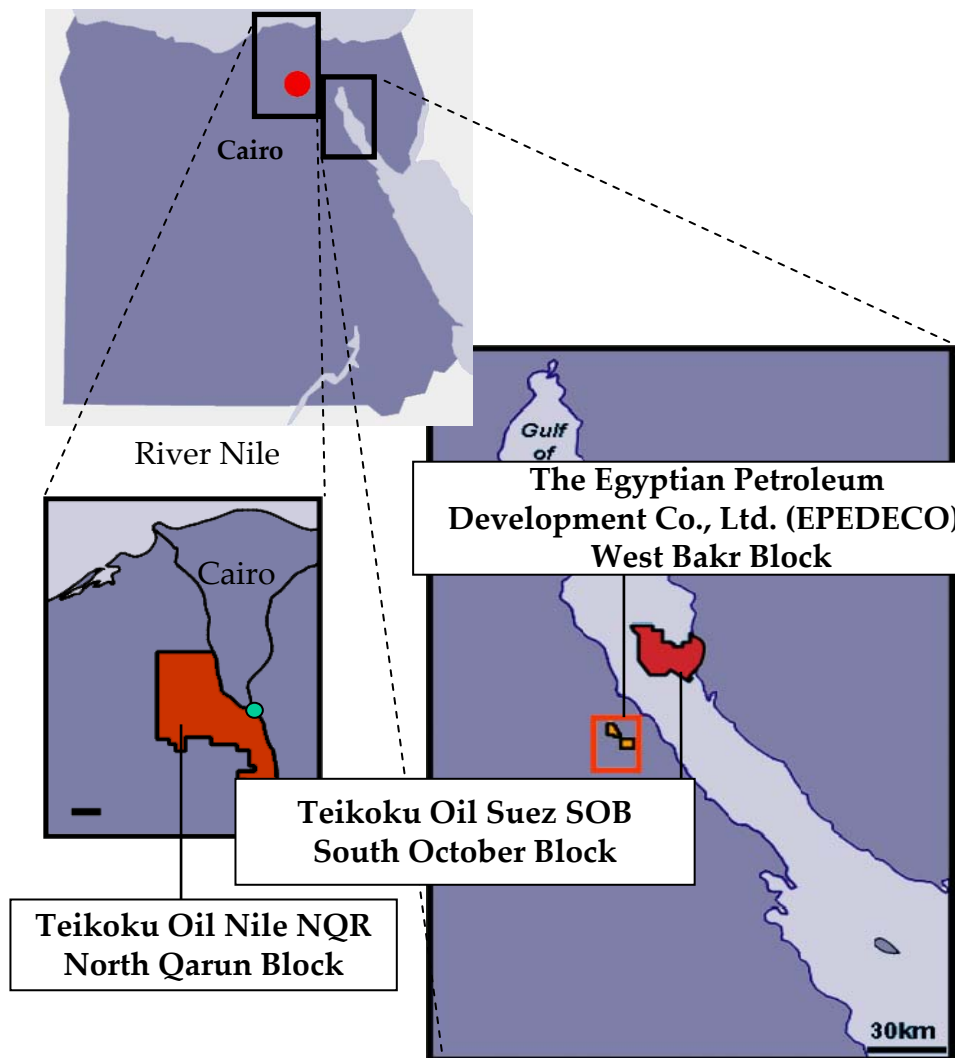 Cairo
River Nile
Gulf
of
The Egyptian Petroleum
Development Co., Ltd. (EPEDECO)
West Bakr Block
Cairo
Teikoku Oil Suez SOB
South October Block
Teikoku Oil Nile NQR
North Qarun Block
30km